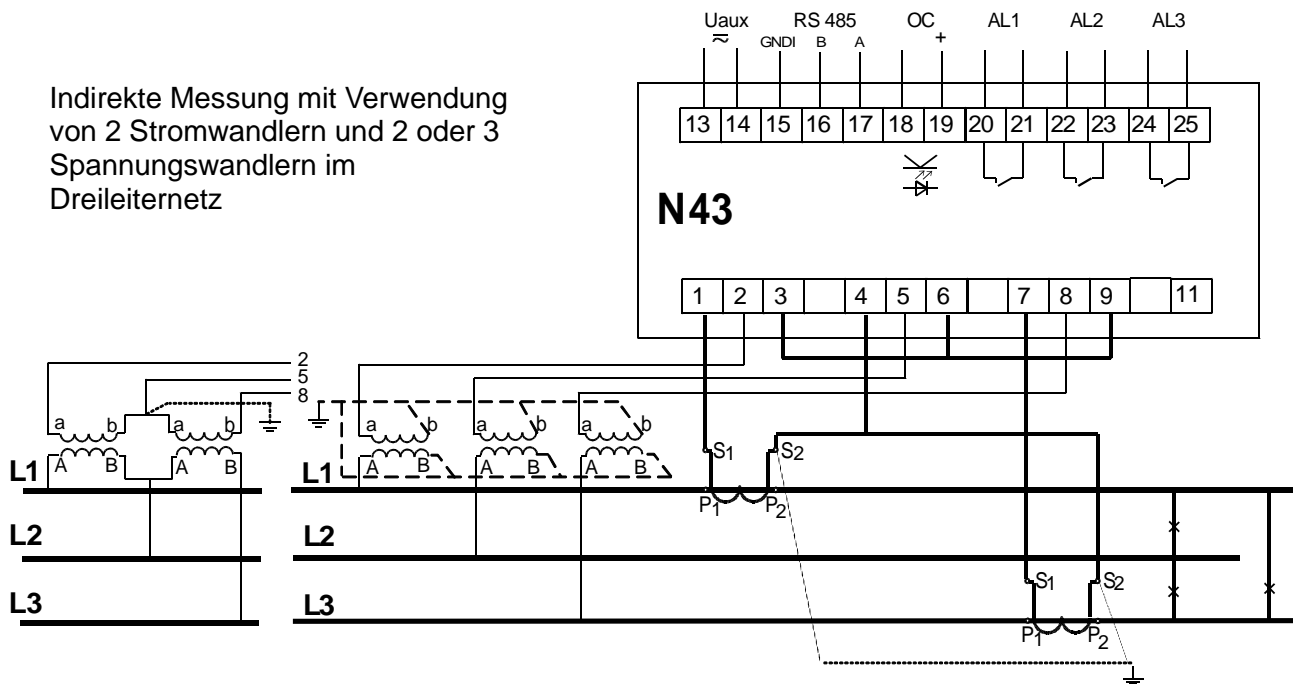 Uaux RS 485 OC AL1 AL2 AL3
GNDI B A +
Indirekte Messung mit Verwendung
von 2 Stromwandlern und 2 oder 3
Spannungswandlern im
Dreileiternetz
13 14 15 16 17 18 19 20 21 22 23 24 25
N43
1 2 3 4 5 6 7 8 9 11
2
5
8
a b a b a b a b a b
A B A B A B A B A B
S1 S2
L1 L1
P1 P2
L2 L2
S1 S2
L3 L3
P1 P2